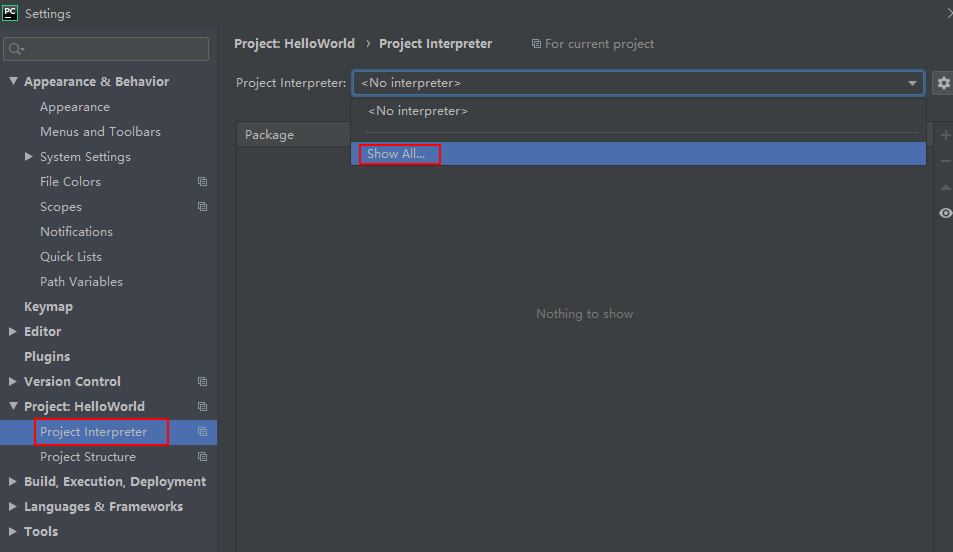 PC Settings
Project: HelloWorld › Project Interpreter For current project
Project Interpreter: <No interpreter>
<No interpreter>
Show All...
Package
Nothing to show
Appearance & Behavior
Appearance
Menus and Toolbars
System Settings
File Colors
Scopes
Notifications
Quick Lists
Path Variables
Keymap
Editor
Plugins
Version Control
Project: HelloWorld
Project Interpreter
Project Structure
Build, Execution, Deployment
Languages & Frameworks
Tools